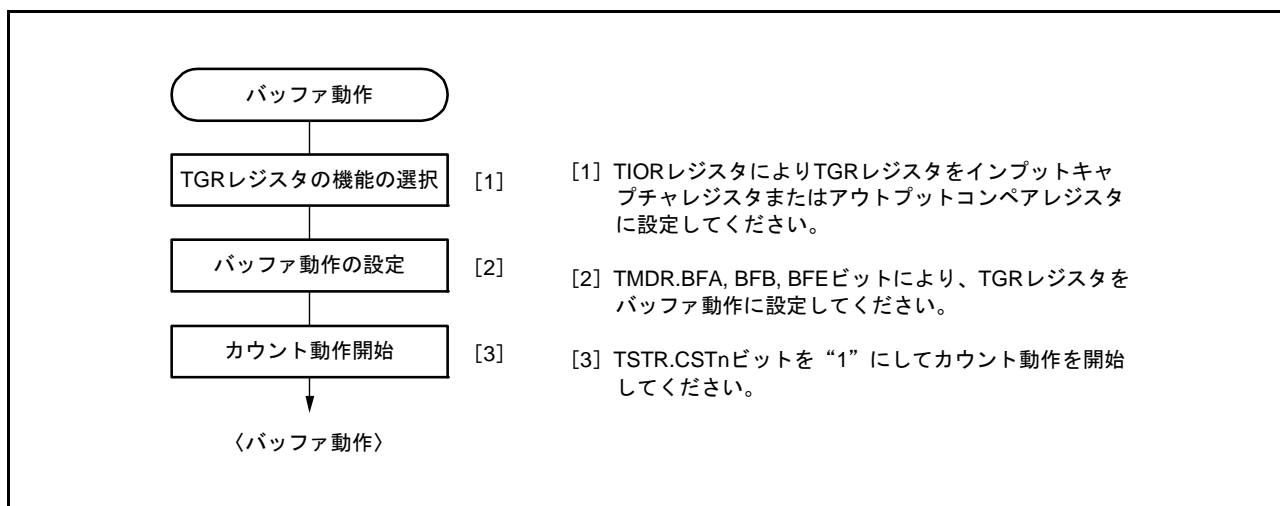 バッファ動作
TGRレジスタの機能の選択 [1]
バッファ動作の設定 [2]
カウント動作開始 [3]
〈バッファ動作〉
[1] TIORレジスタによりTGRレジスタをインプットキャ
プチャレジスタまたはアウトプットコンペアレジスタ
に設定してください。
[2] TMDR.BFA, BFB, BFEビットにより、TGRレジスタを
バッファ動作に設定してください。
[3] TSTR.CSTnビットを“1”にしてカウント動作を開始
してください。